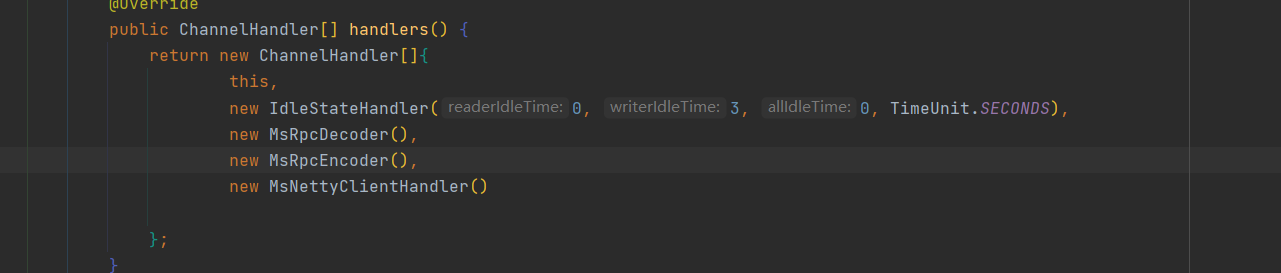 @Override
public ChannelHandler[] handlers() {
return new ChannelHandler[]{
this,
new IdleStateHandler( readerIdleTime: 0, writerIdleTime: 3, allIdleTime: 0, TimeUnit.SECONDS),
new MsRpcDecoder(),
new MsRpcEncoder(),
new MsNettyClientHandler()
};
}